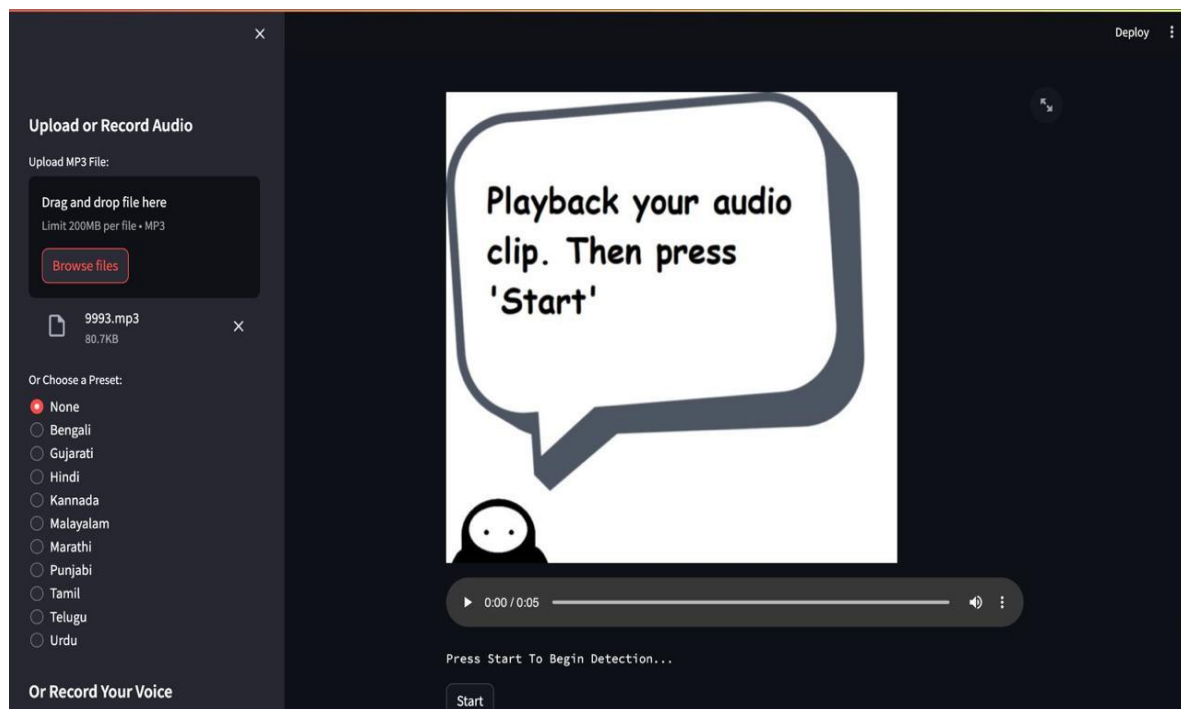 Deploy
Upload or Record Audio
Upload MP3 File:
Drag and drop file here
Limit 200MB per file • MP3
Browse files
9993.mp3
80.7KB
Or Choose a Preset:
None
Bengali
Gujarati
Hindi
Kannada
Malayalam
Marathi
Punjabi
Tamil
Telugu
Urdu
Or Record Your Voice
Playback your audio
clip. Then press
'Start'
0:00 / 0:05
Press Start To Begin Detection...
Start